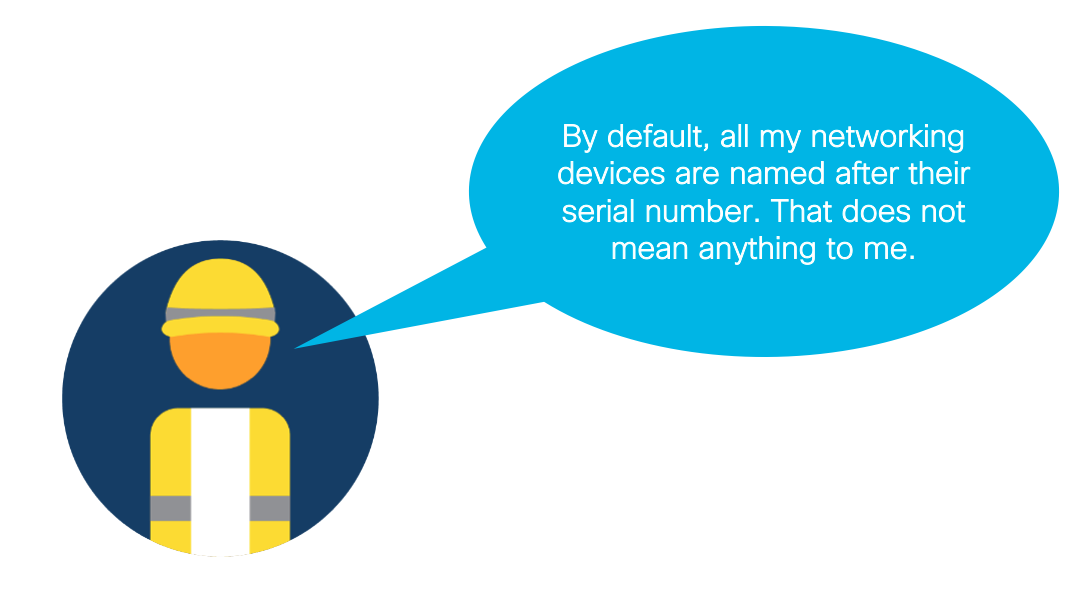 By default, all my networking
devices are named after their
serial number. That does not
mean anything to me.